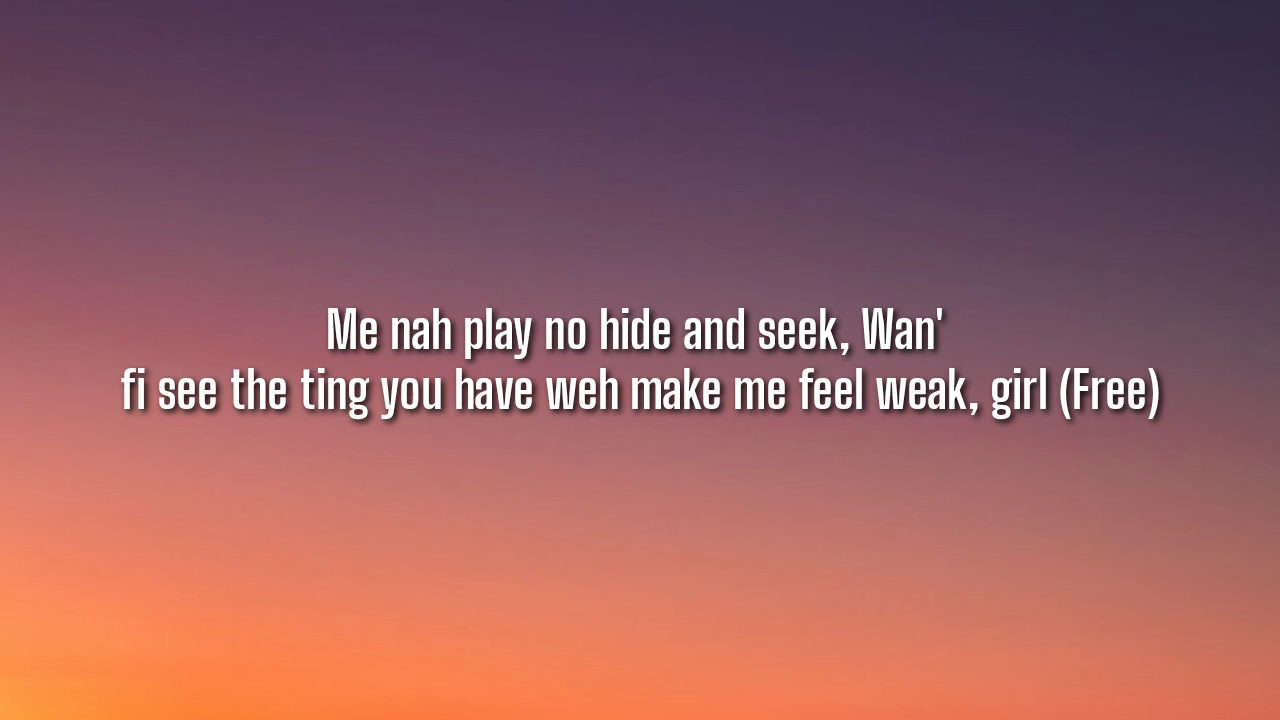 Me nah play no hide and seek, Wan'
fi see the ting you have weh make me feel weak, girl (Free)